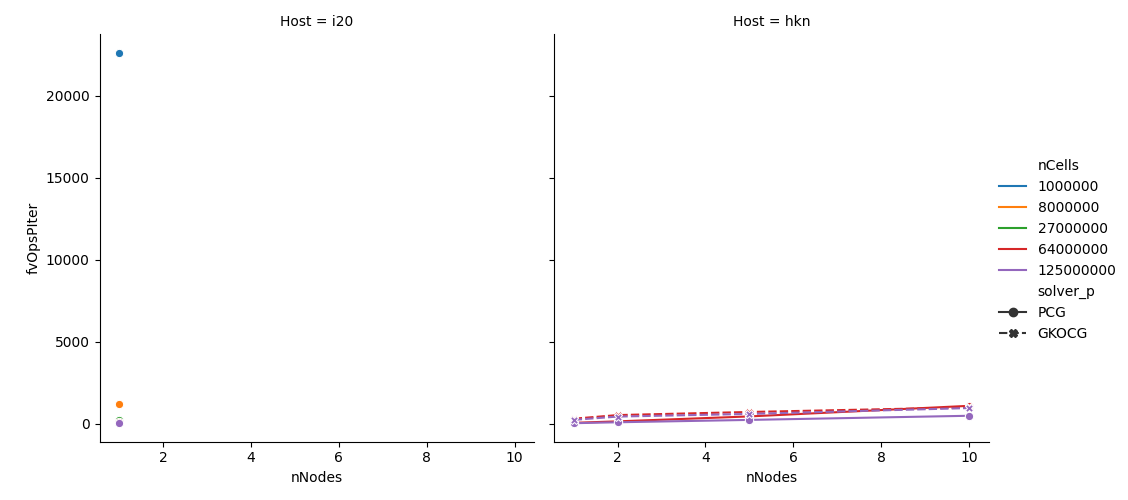 Host = i20
Host = hkn
fvOpsPIter
20000
15000
10000
5000
0
2
4
6
8
10
nNodes
2
4
6
8
10
nNodes
nCells
1000000
8000000
27000000
64000000
125000000
solver_p
PCG
GKOCG